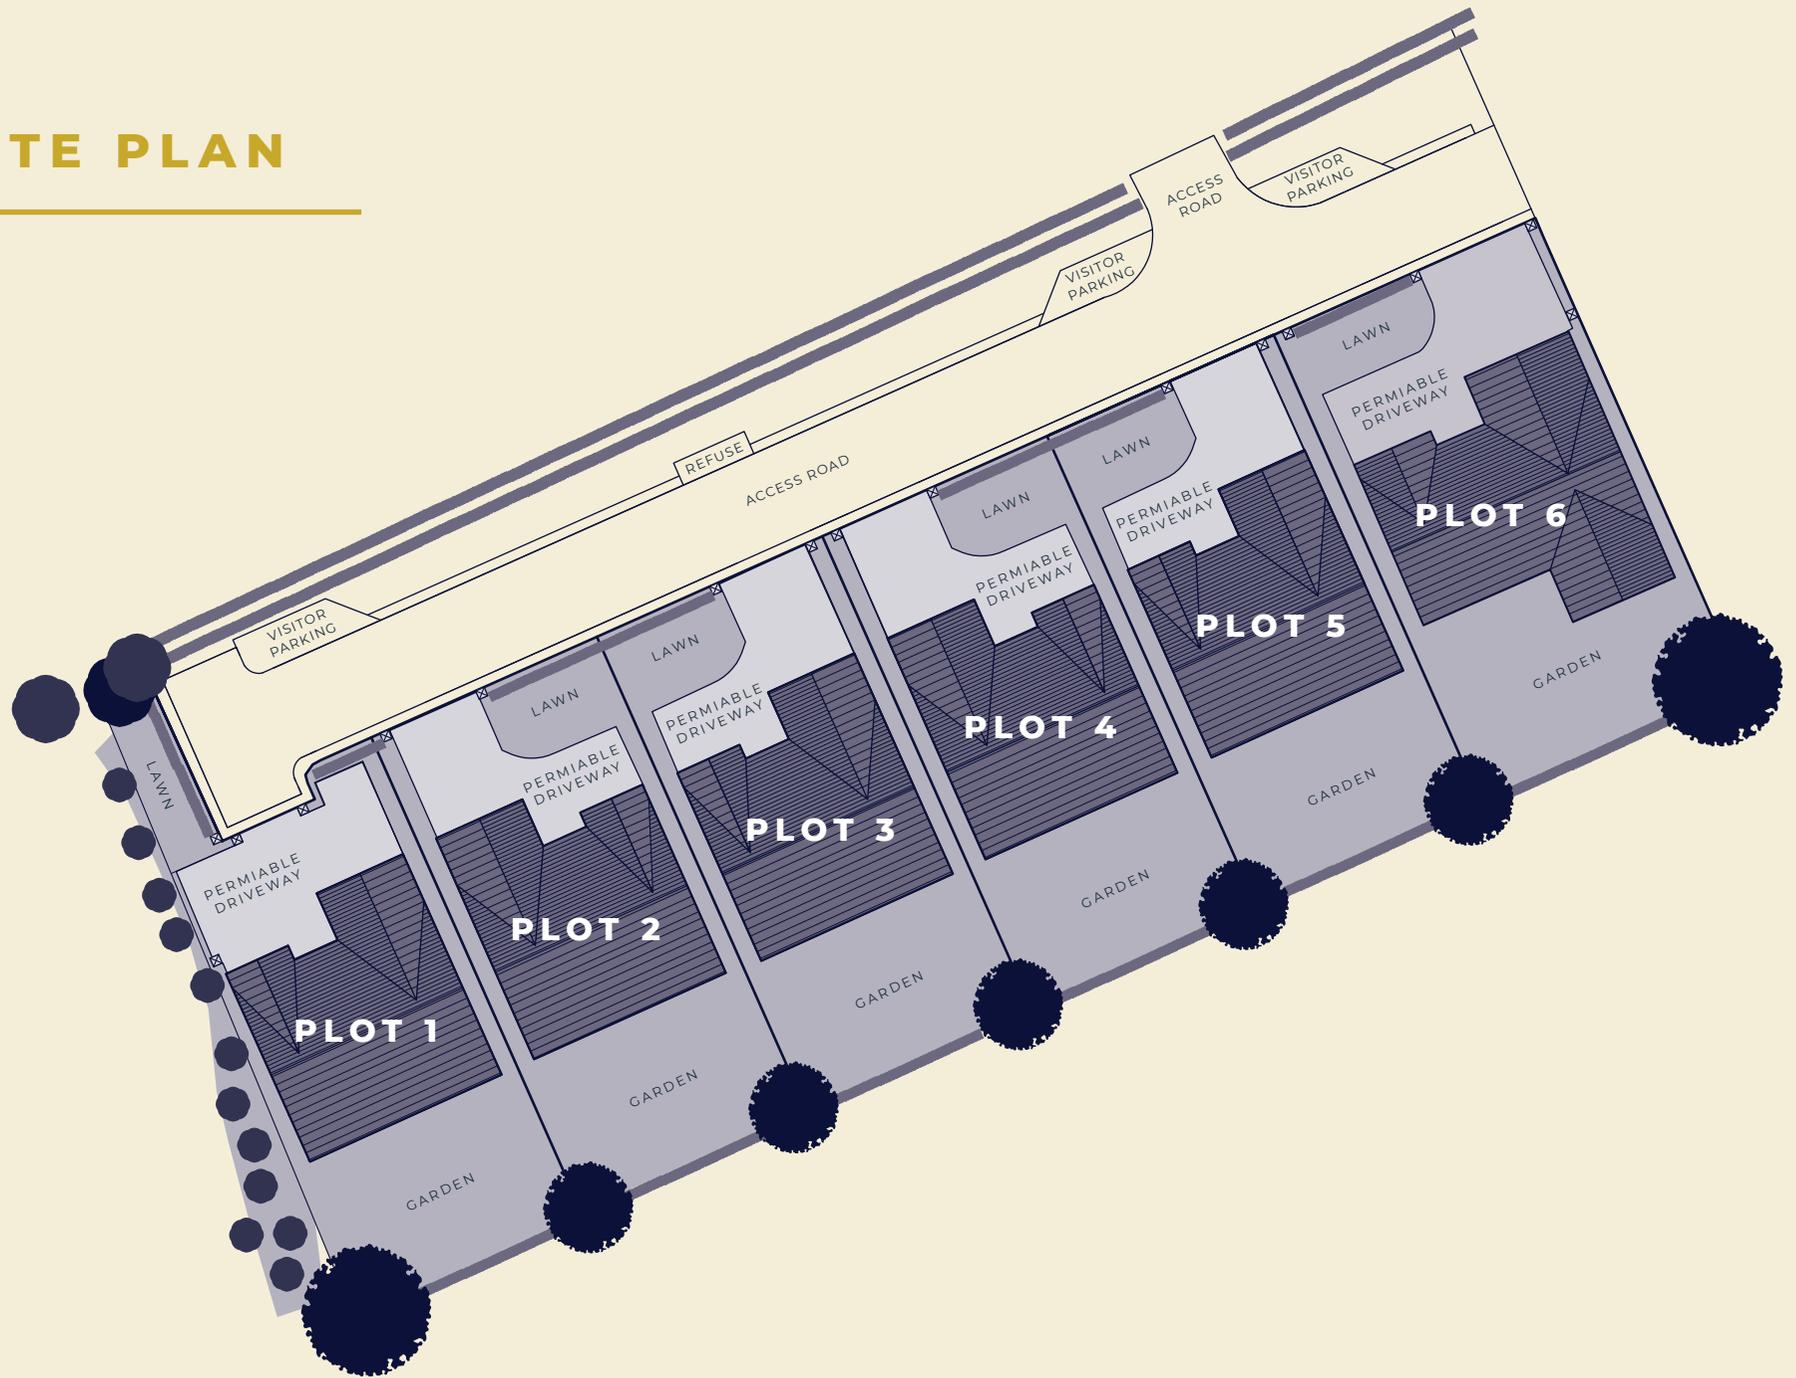 TE PLAN
ACCESS
ROAD
VISITOR
PARKING
VISITOR
PARKING
LAWN
PERMIABLE
DRIVEWAY
PLOT 6
GARDEN
REFUSE
ACCESS ROAD
LAWN
PERMIABLE
DRIVEWAY
PLOT 5
GARDEN
LAWN
PERMIABLE
DRIVEWAY
PLOT 4
GARDEN
LAWN
PERMIABLE
DRIVEWAY
PLOT 3
GARDEN
VISITOR
PARKING
LAWN
PERMIABLE
DRIVEWAY
PLOT 2
GARDEN
LAWN
PERMIABLE
DRIVEWAY
PLOT 1
GARDEN